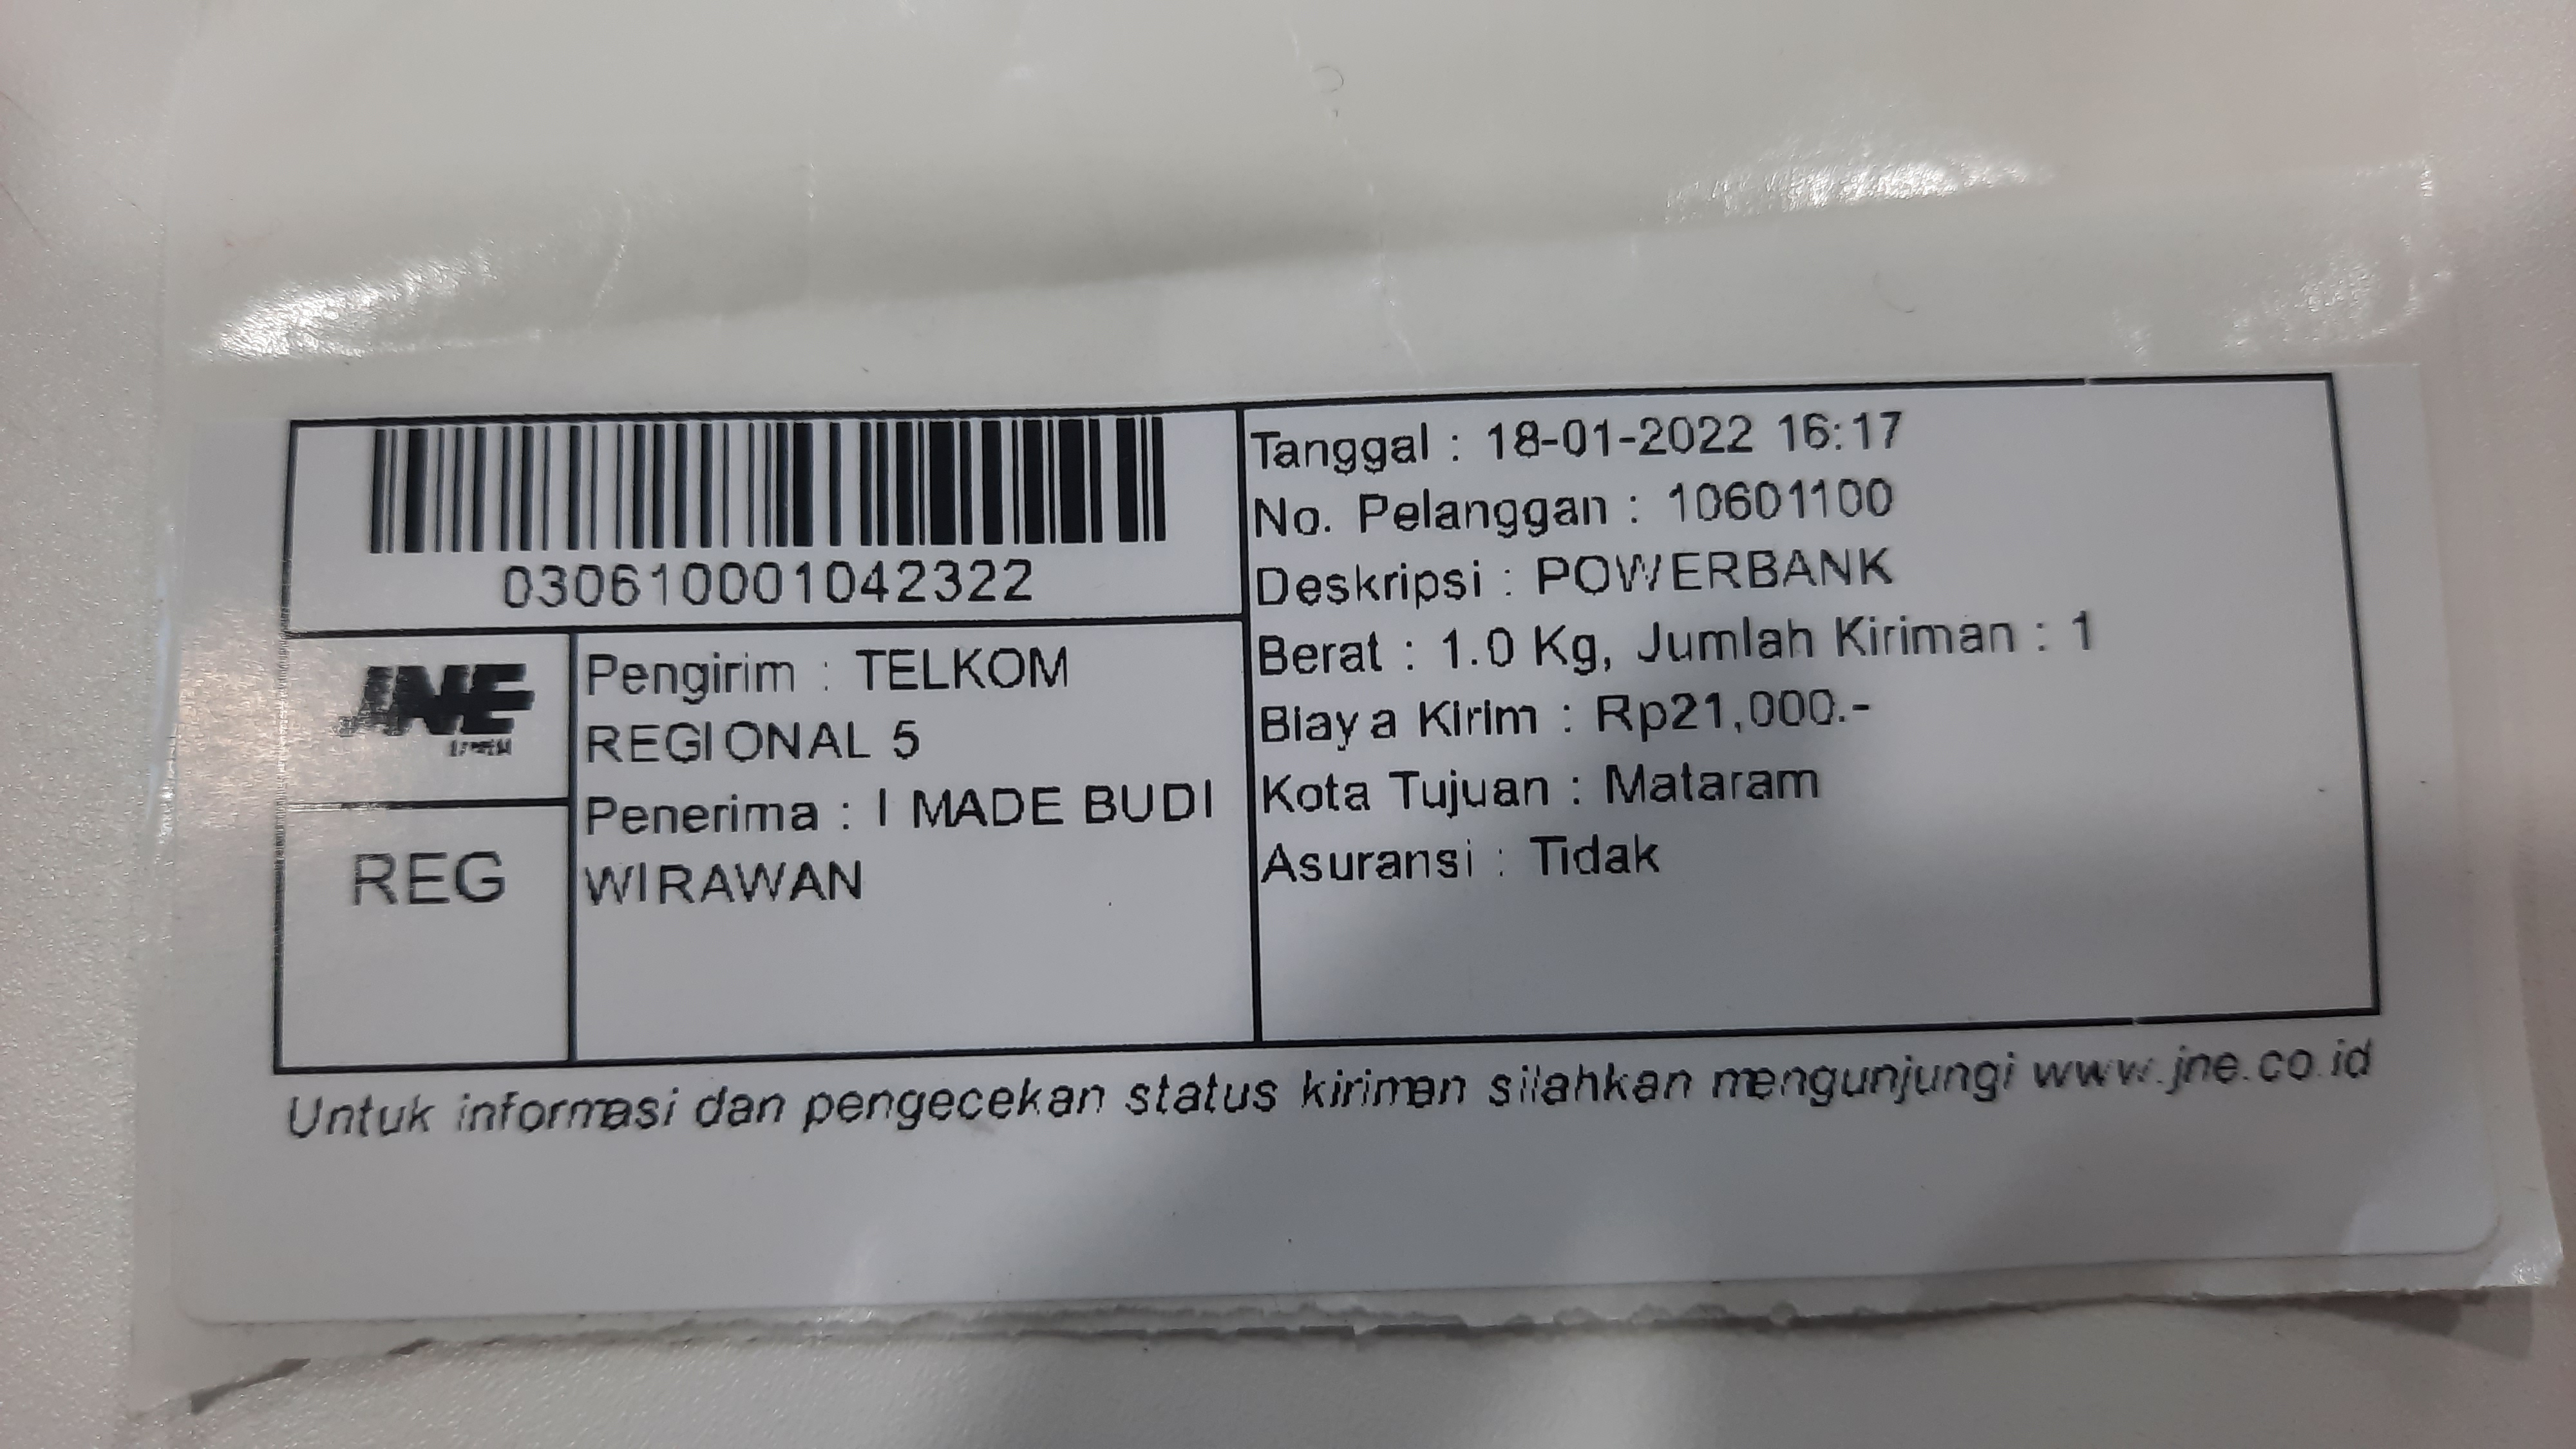 030610001042322
JNE
REG
Pengirim : TELKOM
REGIONAL 5
Penerima : I MADE BUDI
WIRAWAN
Tanggal : 18-01-2022 16:17
No. Pelanggan : 10601100
Deskripsi : POWERBANK
Berat : 1.0 Kg, Jumlah Kiriman : 1
Biaya Kirim : Rp21,000.-
Kota Tujuan : Mataram
Asuransi : Tidak
Untuk informasi dan pengecekan status kiriman silahkan mengunjungi www.jne.co.id